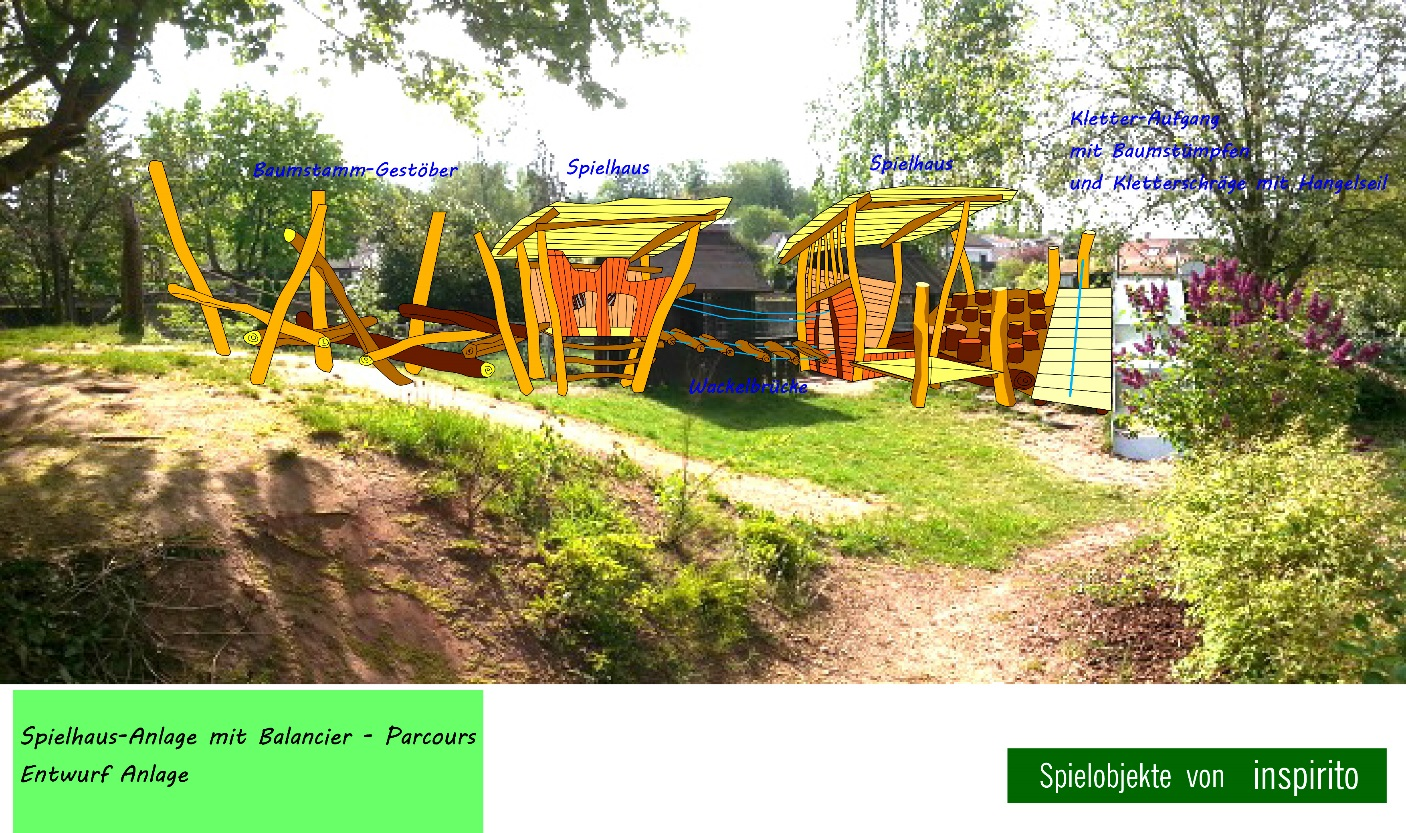 Kletter-Aufgang
mit Baumstümpfen
und Kletterschräge mit Hangelseil
Baumstamm-Gestöber
Spielhaus
Spielhaus
Wackelbrücke
Spielhaus-Anlage mit Balancier - Parcours
Entwurf Anlage
Spielobjekte von inspirito